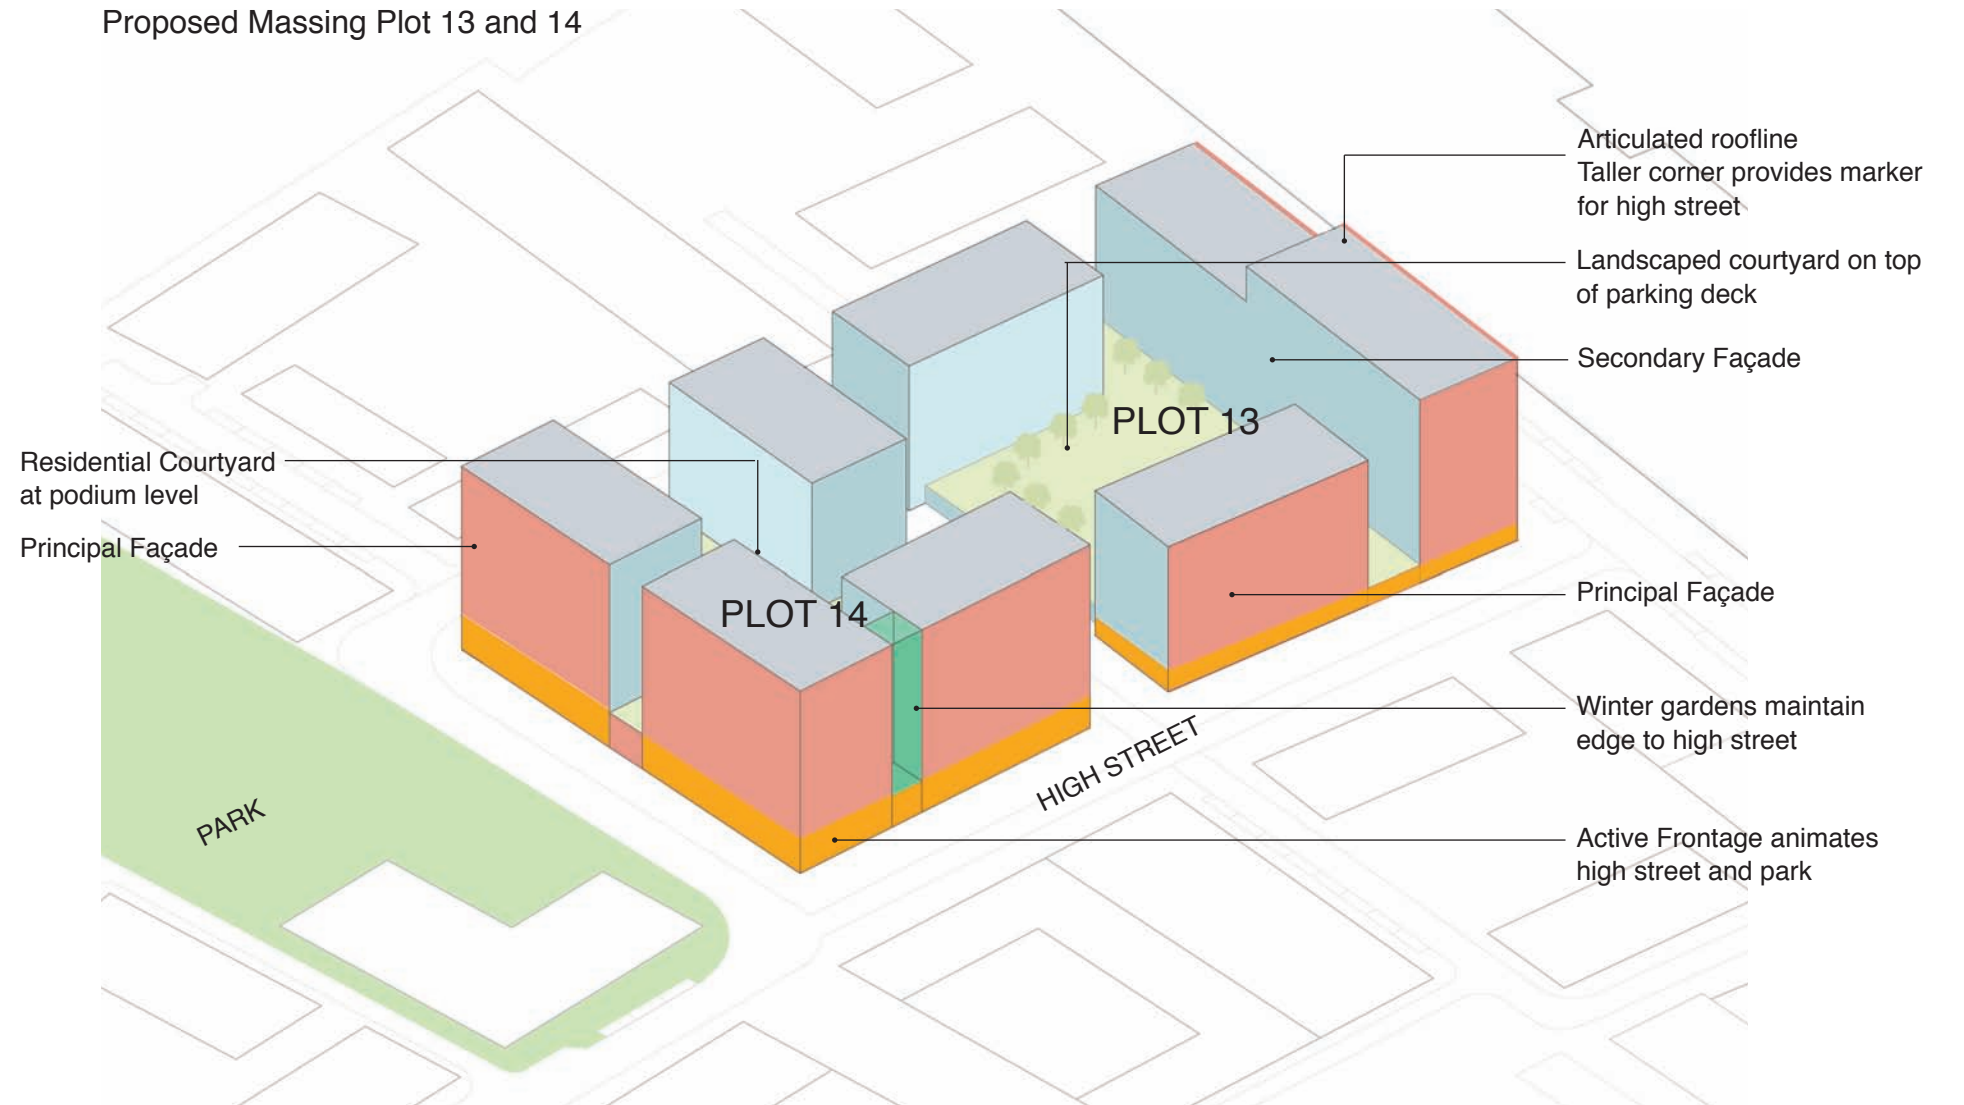 Proposed Massing Plot 13 and 14
Articulated roofline
Taller corner provides marker
for high street
Landscaped courtyard on top
of parking deck
Secondary Façade
PLOT 13
Residential Courtyard
at podium level
Principal Façade
Principal Façade
PLOT 14
Winter gardens maintain
edge to high street
HIGH STREET
PARK
Active Frontage animates
high street and park